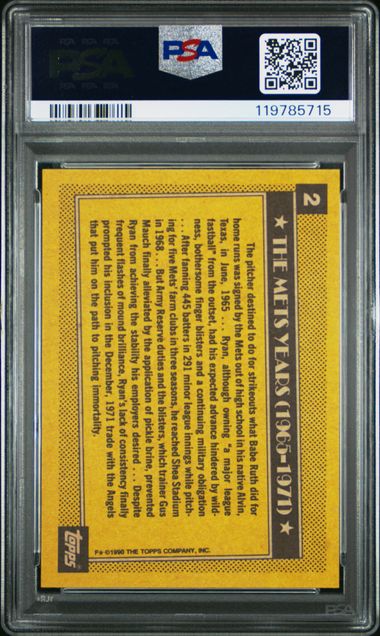 PSA
PSA
119785715
2
★ THE METS YEARS (1965-1971) ★
The pitcher destined to do for strikeouts what Babe Ruth did for
home runs was signed by the Mets out of high school in his native Alvin,
Texas, in June, 1965 . . . Ryan, although owning "a major league
fastball" from the outset, had his expected advance hindered by wild-
ness, bothersome finger blisters and a continuing military obligation
. . . After fanning 445 batters in 291 minor league innings while pitch-
ing for five Mets' farm clubs in three seasons, he reached Shea Stadium
in 1968 . . . But Army Reserve duties and the blisters, which trainer Gus
Mauch finally alleviated by the application of pickle brine, prevented
Ryan from achieving the stability his employers desired . . . Despite
frequent flashes of mound brilliance, Ryan's lack of consistency finally
prompted his inclusion in the December, 1971 trade with the Angels
that put him on the path to pitching immortality.
TOPPS
©1990 THE TOPPS COMPANY, INC.
PSA